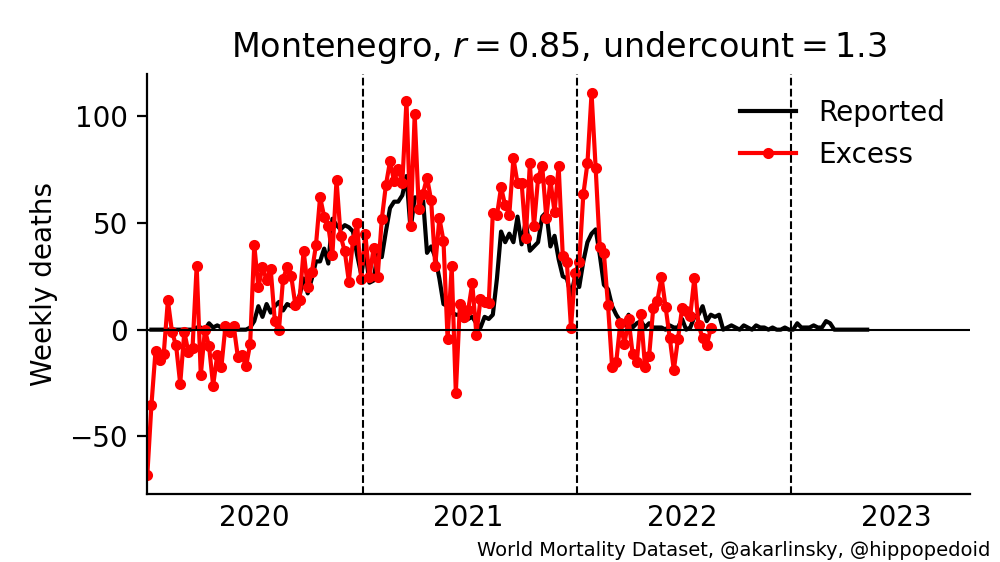 Montenegro, r = 0.85, undercount = 1.3
Reported
Excess
Weekly deaths
100
50
0
−50
2020 2021 2022 2023
World Mortality Dataset, @akarlinsky, @hippopedoid